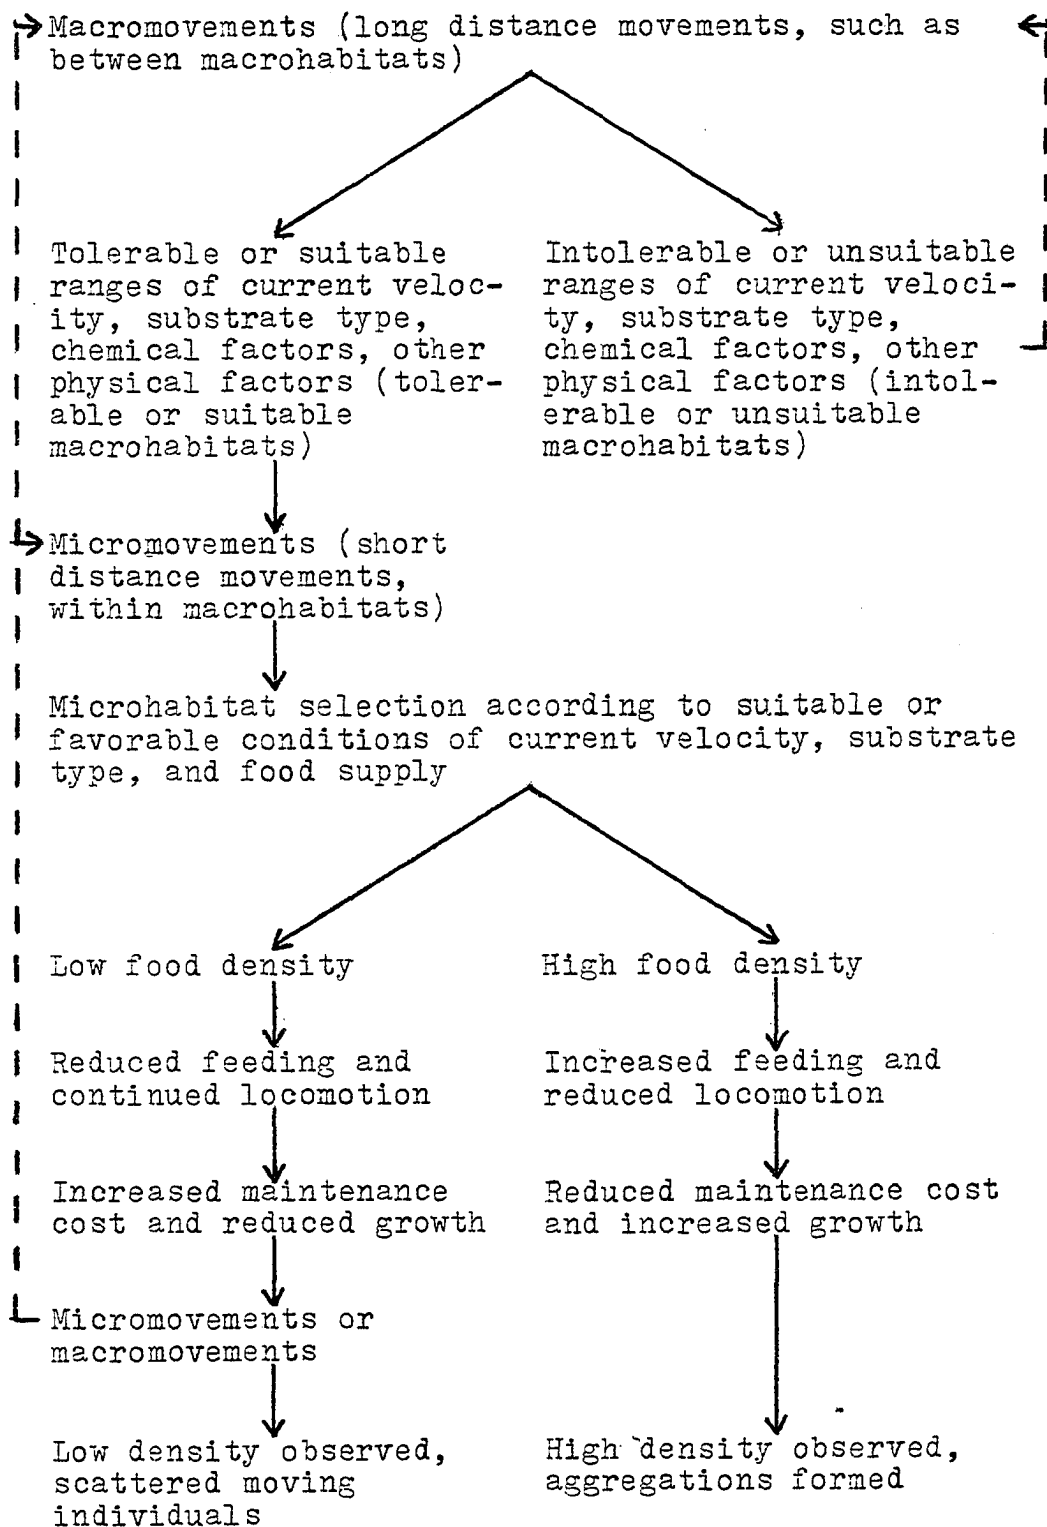 Macromovements (long distance movements, such as
between macrohabitats)
Tolerable or suitable
ranges of current veloc-
ity, substrate type,
chemical factors, other
physical factors (toler-
able or suitable
macrohabitats)
Intolerable or unsuitable
ranges of current veloci-
ty, substrate type,
chemical factors, other
physical factors (intol-
erable or unsuitable
macrohabitats)
Micromovements (short
distance movements,
within macrohabitats)
Microhabitat selection according to suitable or
favorable conditions of current velocity, substrate
type, and food supply
Low food density
High food density
Reduced feeding and
continued locomotion
Increased feeding and
reduced locomotion
Increased maintenance
cost and reduced growth
Reduced maintenance cost
and increased growth
Micromovements or
macromovements
Low density observed,
scattered moving
individuals
High density observed,
aggregations formed